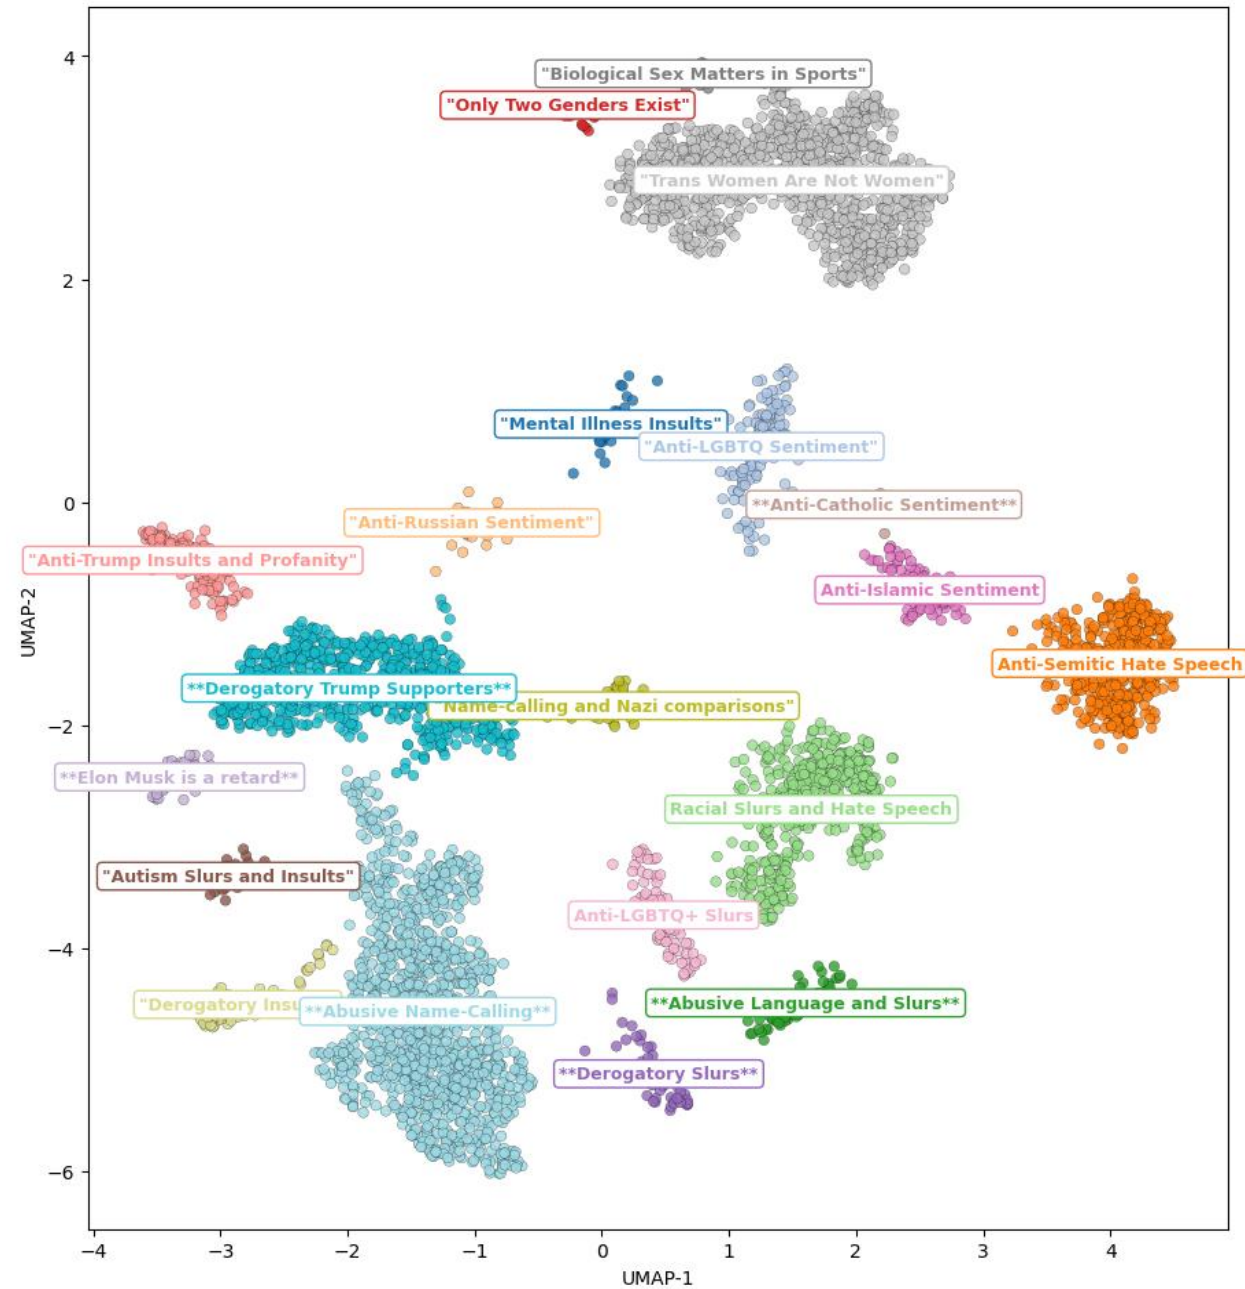 4
"Biological Sex Matters in Sports"
"Only Two Genders Exist"
"Trans Women Are Not Women"
2
"Mental Illness Insults"
"Anti-LGBTQ Sentiment"
0
**Anti-Catholic Sentiment**
"Anti-Russian Sentiment"
"Anti-Trump Insults and Profanity"
Anti-Islamic Sentiment
UMAP-2
Anti-Semitic Hate Speech
**Derogatory Trump Supporters**
Name-calling and Nazi comparisons"
−2
**Elon Musk is a retard**
Racial Slurs and Hate Speech
"Autism Slurs and Insults"
Anti-LGBTQ+ Slurs
−4
"Derogatory Insu
**Abusive Name-Calling**
**Abusive Language and Slurs**
**Derogatory Slurs**
−6
−4 −3 −2 −1 0 1 2 3 4
UMAP-1